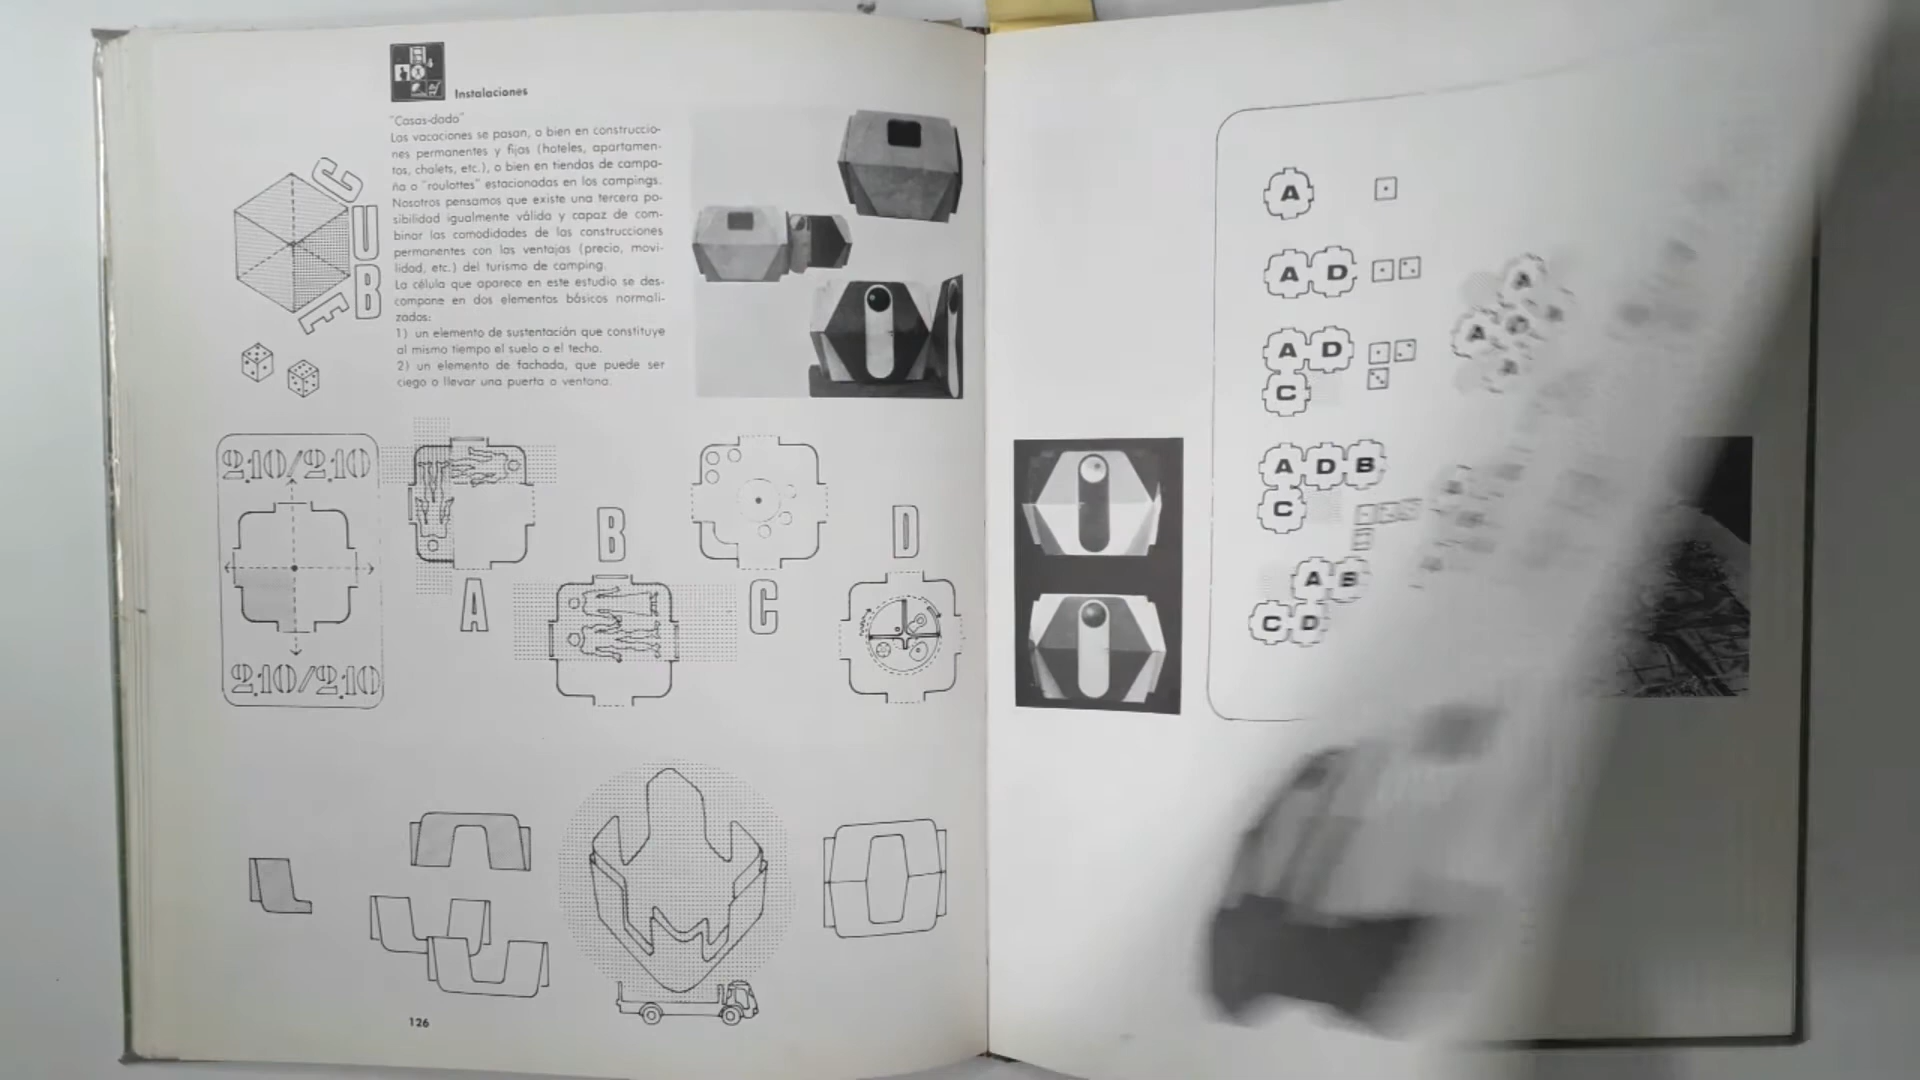 Instalaciones
"Casas-dado"
Las vacaciones se pasan, o bien en construccio-
nes permanentes y fijas (hoteles, apartamen-
tos, chalets, etc.), o bien en tiendas de campa-
ña o "roulottes" estacionadas en los campings.
Nosotros pensamos que existe una tercera po-
sibilidad igualmente válida y capaz de com-
binar las comodidades de las construcciones
permanentes con las ventajas (precio, movi-
lidad, etc.) del turismo de camping.
La célula que aparece en este estudio se des-
compone en dos elementos básicos normali-
zados:
1) un elemento de sustentación que constituye
al mismo tiempo el suelo o el techo.
2) un elemento de fachada, que puede ser
ciego o llevar una puerta o ventana.
CUBE
2.10/2.10
2.10/2.10
A
B
C
D
126
A
A D
A D
C
A D B
C
A B
C D
A
A